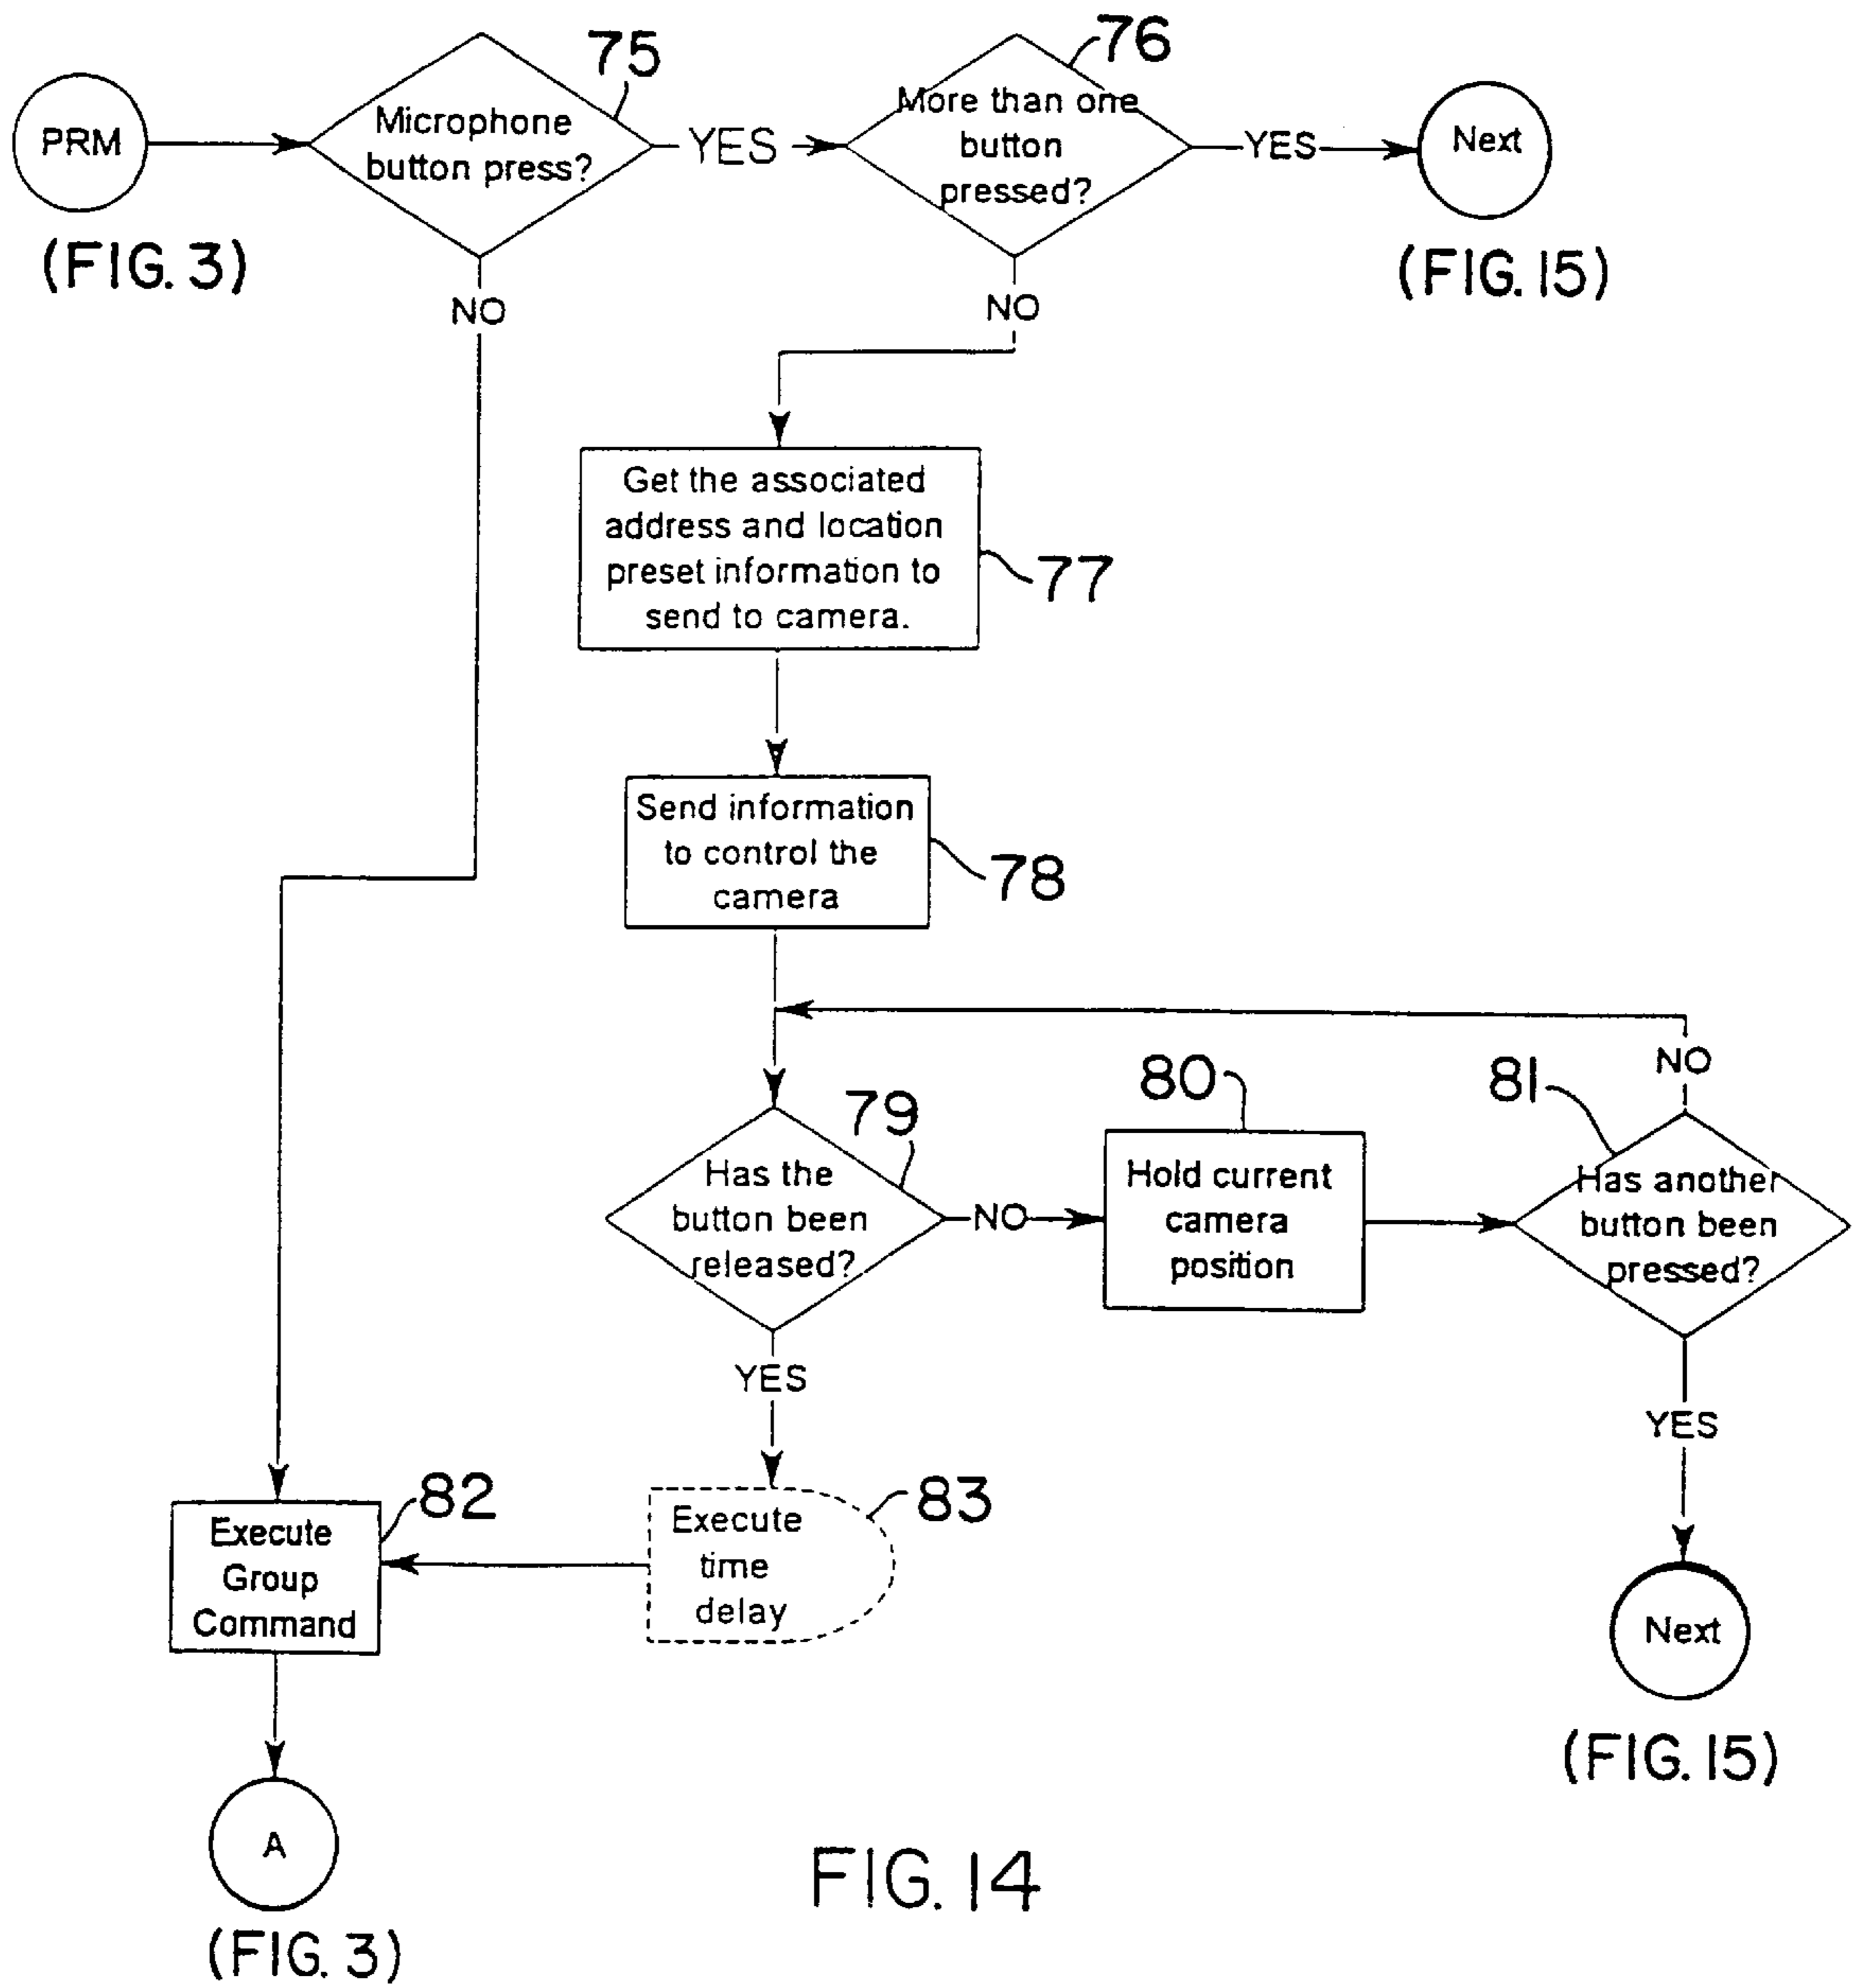 PRM
(FIG. 3)
Microphone
button press?
75
YES
NO
More than one
button
pressed?
76
YES
Next
(FIG. 15)
NO
Get the associated
address and location
preset information to
send to camera.
77
Send information
to control the
camera
78
Has the
button been
released?
79
NO
Hold current
camera
position
80
Has another
button been
pressed?
81
NO
YES
Next
(FIG. 15)
YES
Execute
time
delay
83
Execute
Group
Command
82
A
(FIG. 3)
FIG. 14